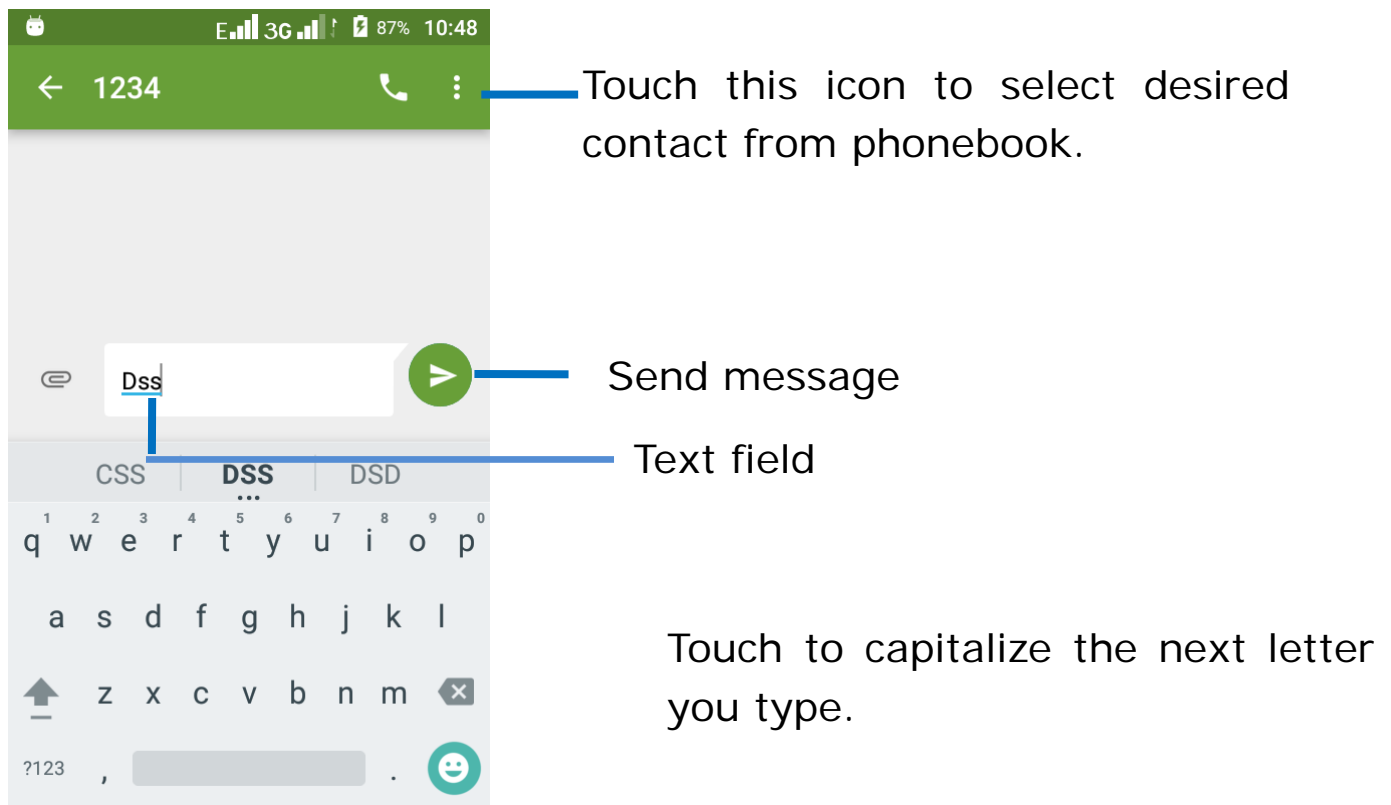 E 3G 87% 10:48
1234
Touch this icon to select desired
contact from phonebook.
Dss
Send message
Text field
CSS DSS DSD
1 2 3 4 5 6 7 8 9 0
q w e r t y u i o p
a s d f g h j k l
Touch to capitalize the next letter
you type.
z x c v b n m
?123 , .